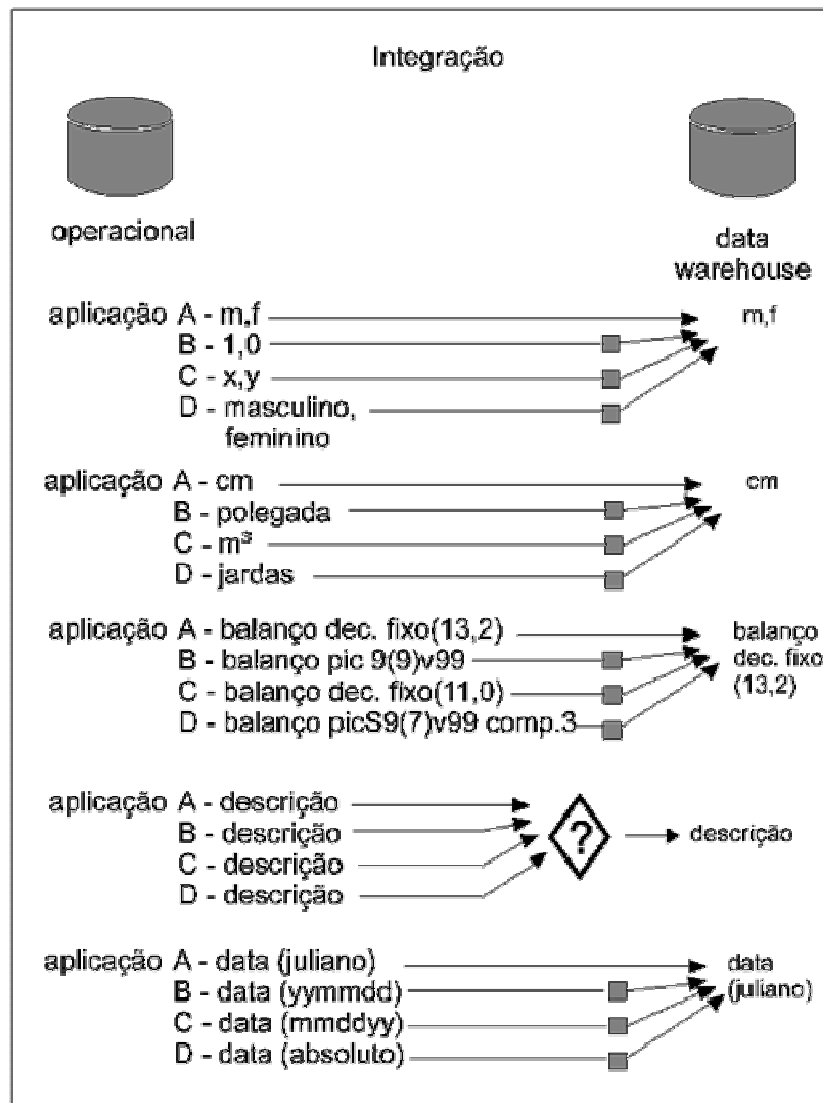 Integração
operacional
data
warehouse
aplicação A - m,f
m,f
B - 1,0
C - x,y
D - masculino,
feminino
aplicação A - cm
cm
B - polegada
C - m³
D - jardas
aplicação A - balanço dec. fixo(13,2)
balanço
B - balanço pic 9(9)v99
dec. fixo
C - balanço dec. fixo(11,0)
(13,2)
D - balanço picS9(7)v99 comp.3
aplicação A - descrição
B - descrição
?
descrição
C - descrição
D - descrição
aplicação A - data (juliano)
data
B - data (yymmdd)
(juliano)
C - data (mmddyy)
D - data (absoluto)